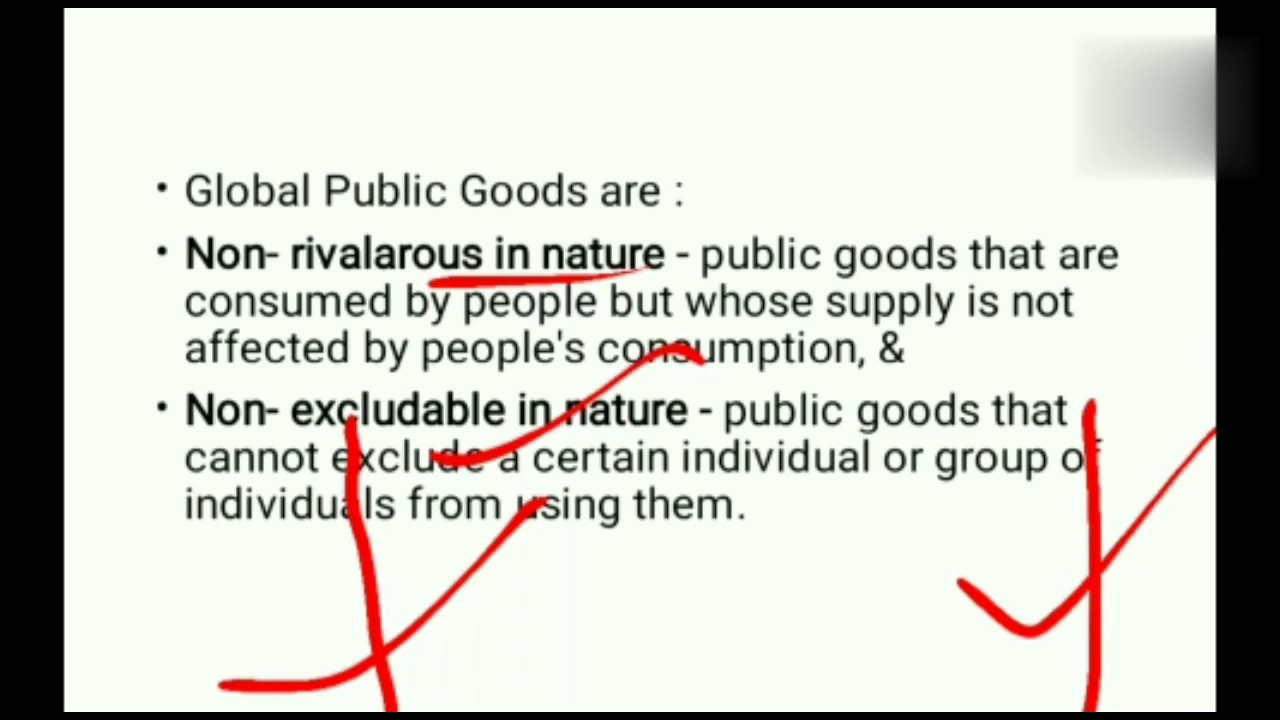 • Global Public Goods are :
• Non- rivalarous in nature - public goods that are
consumed by people but whose supply is not
affected by people's consumption, &
• Non- excludable in nature - public goods that
cannot exclude a certain individual or group of
individuals from using them.